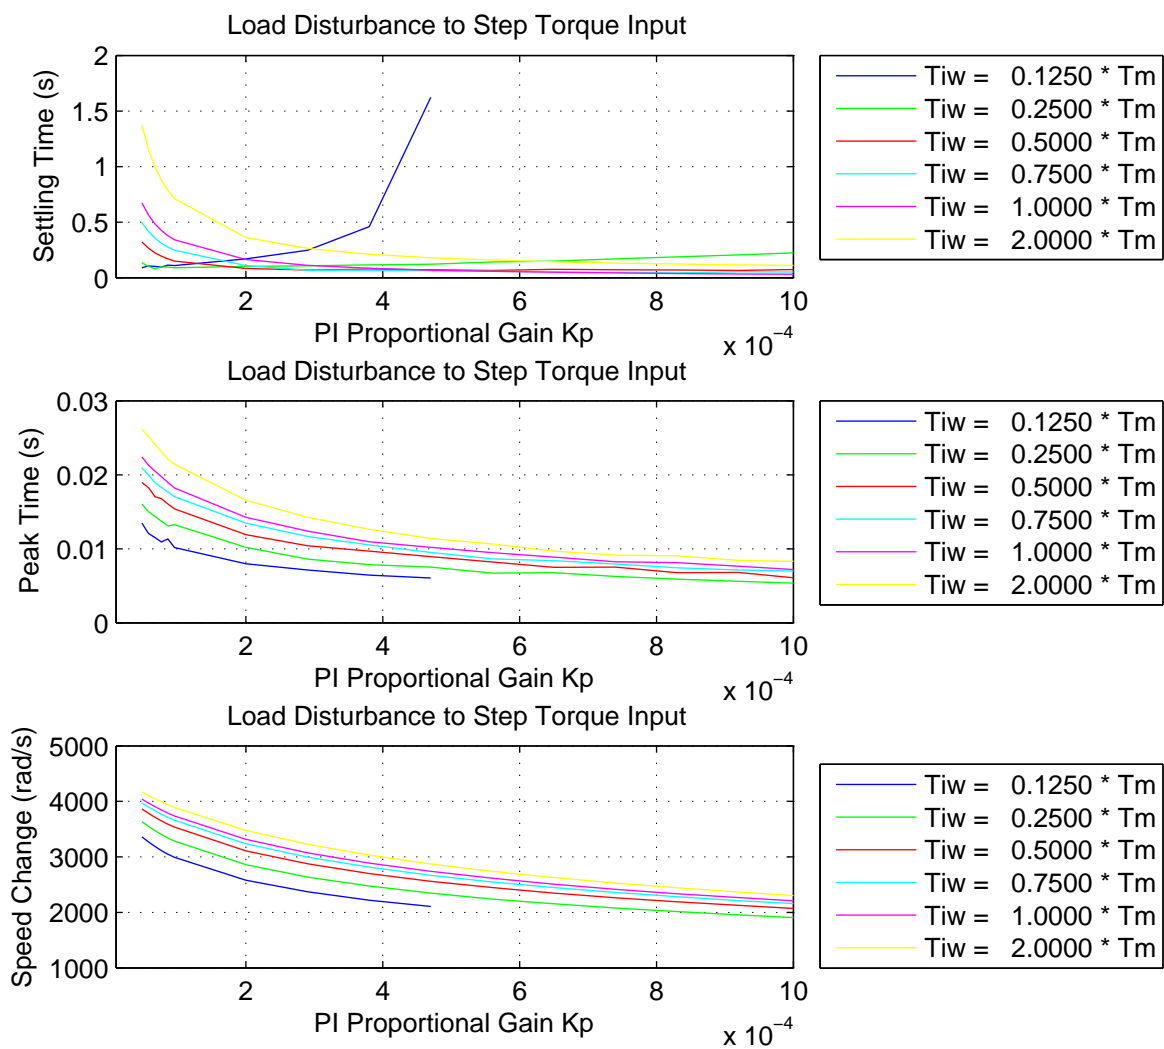 Load Disturbance to Step Torque Input
Settling Time (s)
2
1.5
1
0.5
0
2 4 6 8 10
x 10⁻⁴
PI Proportional Gain Kp
Tiw = 0.1250 * Tm
Tiw = 0.2500 * Tm
Tiw = 0.5000 * Tm
Tiw = 0.7500 * Tm
Tiw = 1.0000 * Tm
Tiw = 2.0000 * Tm
Load Disturbance to Step Torque Input
Peak Time (s)
0.03
0.02
0.01
0
2 4 6 8 10
x 10⁻⁴
PI Proportional Gain Kp
Tiw = 0.1250 * Tm
Tiw = 0.2500 * Tm
Tiw = 0.5000 * Tm
Tiw = 0.7500 * Tm
Tiw = 1.0000 * Tm
Tiw = 2.0000 * Tm
Load Disturbance to Step Torque Input
Speed Change (rad/s)
5000
4000
3000
2000
1000
2 4 6 8 10
x 10⁻⁴
PI Proportional Gain Kp
Tiw = 0.1250 * Tm
Tiw = 0.2500 * Tm
Tiw = 0.5000 * Tm
Tiw = 0.7500 * Tm
Tiw = 1.0000 * Tm
Tiw = 2.0000 * Tm